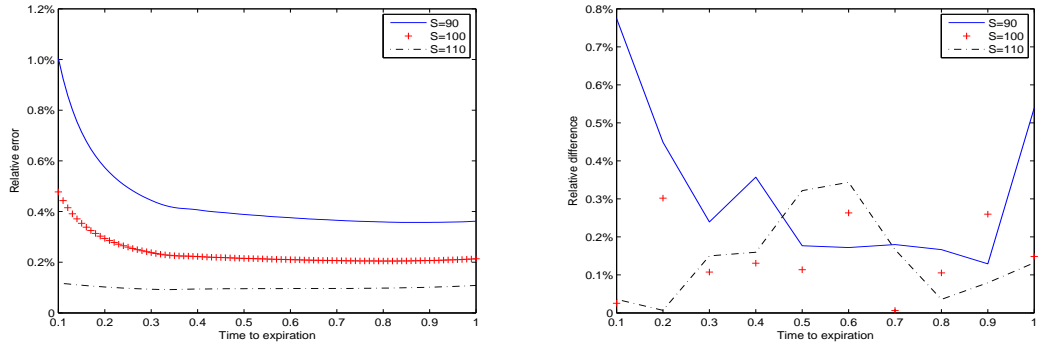 1.2%
1.0%
0.8%
0.6%
0.4%
0.2%
0
Relative error
0.1 0.2 0.3 0.4 0.5 0.6 0.7 0.8 0.9 1
Time to expiration
S=90
S=100
S=110
0.8%
0.7%
0.6%
0.5%
0.4%
0.3%
0.2%
0.1%
0
Relative difference
0.1 0.2 0.3 0.4 0.5 0.6 0.7 0.8 0.9 1
Time to expiration
S=90
S=100
S=110